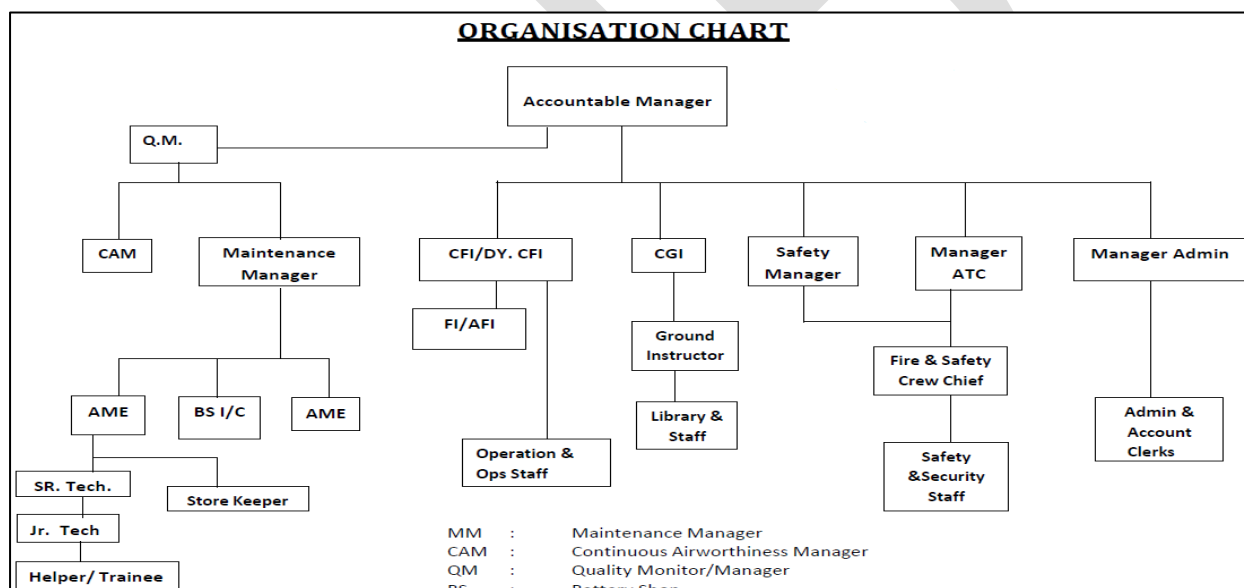 ORGANISATION CHART
Accountable Manager
Q.M.
CAM
Maintenance
Manager
CFI/DY. CFI
CGI
Safety
Manager
Manager
ATC
Manager Admin
FI/AFI
Ground
Instructor
Fire & Safety
Crew Chief
AME
BS I/C
AME
Library &
Staff
Admin &
Account
Clerks
Operation &
Ops Staff
Safety
&Security
Staff
SR. Tech.
Store Keeper
Jr. Tech
Helper/ Trainee
MM : Maintenance Manager
CAM : Continuous Airworthiness Manager
QM : Quality Monitor/Manager